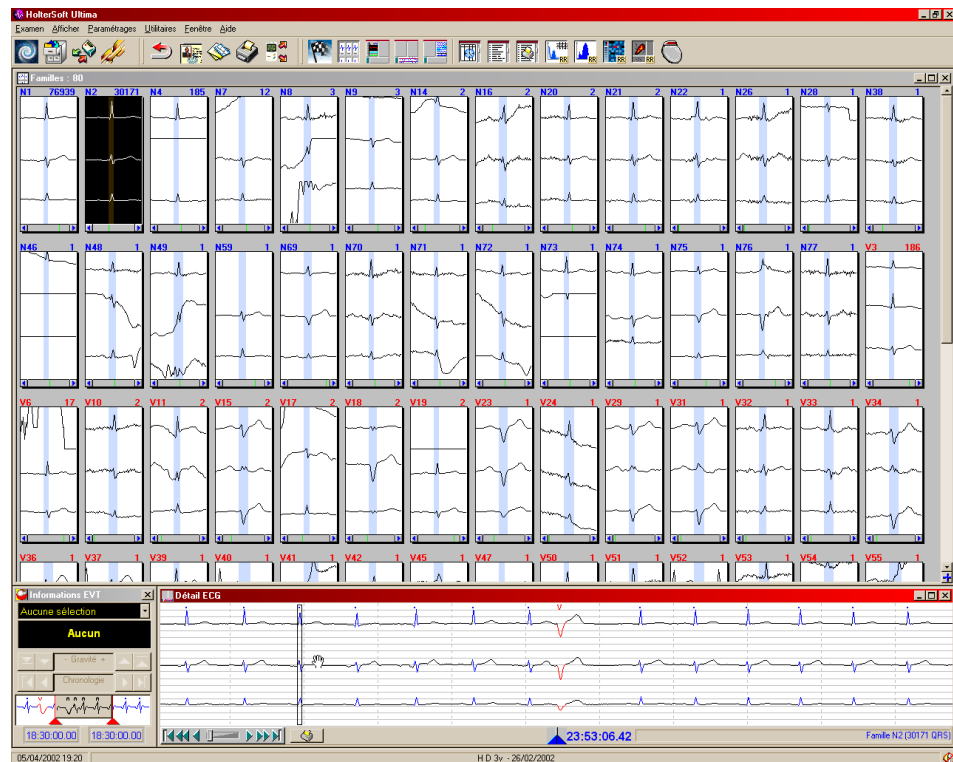 HolterSoft Ultima
Examen Afficher Paramétrages Utilitaires Fenêtre Aide
RR RR RR RR
Familles : 80
N1 76939 N2 30171 N4 185 N7 12 N8 3 N9 3 N14 2 N16 2 N20 2 N21 2 N22 1 N26 1 N28 1 N38 1
N46 1 N48 1 N49 1 N59 1 N69 1 N70 1 N71 1 N72 1 N73 1 N74 1 N75 1 N76 1 N77 1 V3 186
V6 17 V10 2 V11 2 V15 2 V17 2 V18 2 V19 2 V23 1 V24 1 V29 1 V31 1 V32 1 V33 1 V34 1
V36 1 V37 1 V39 1 V40 1 V41 1 V42 1 V45 1 V47 1 V50 1 V51 1 V52 1 V53 1 V54 1 V55 1
Informations EVT
Aucune sélection
Aucun
- Gravité +
Chronologie
V
18:30:00.00 18:30:00.00
Détail ECG
V
23:53:06.42
Famille N2 (30171 QRS)
05/04/2002 19:20
H D 3v - 26/02/2002